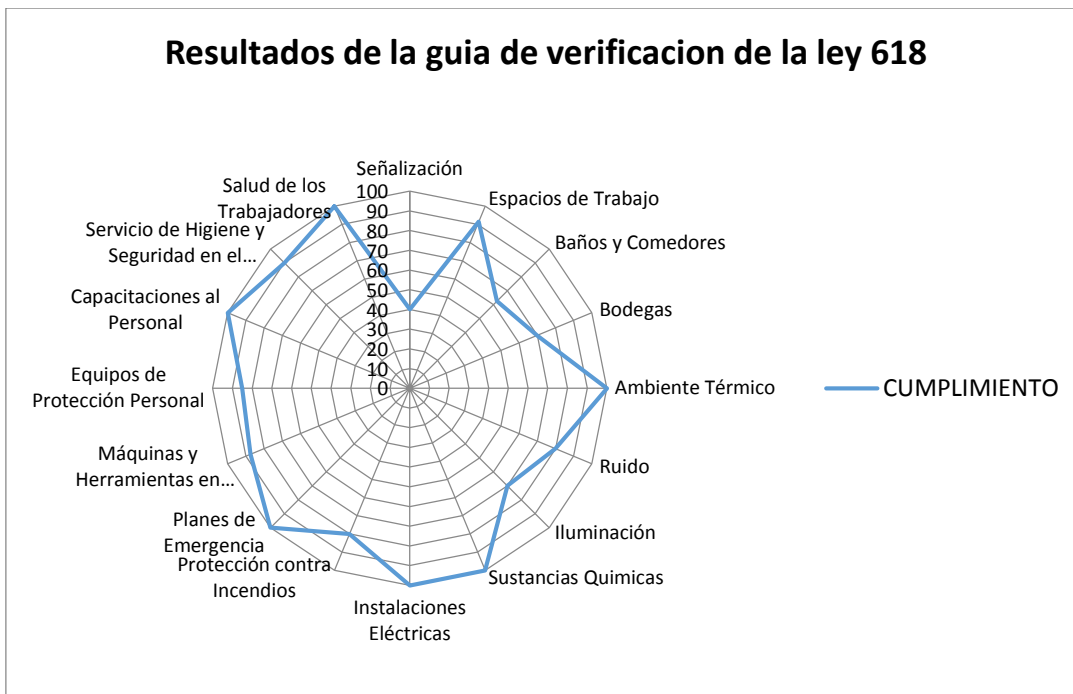 Resultados de la guia de verificacion de la ley 618
Señalización
Espacios de Trabajo
Baños y Comedores
Bodegas
Ambiente Térmico
Ruido
Iluminación
Sustancias Quimicas
Instalaciones
Eléctricas
Protección contra
Incendios
Planes de
Emergencia
Máquinas y
Herramientas en...
Equipos de
Protección Personal
Capacitaciones al
Personal
Servicio de Higiene y
Seguridad en el...
Salud de los
Trabajadores
100
90
80
70
60
50
40
30
20
10
0
CUMPLIMIENTO